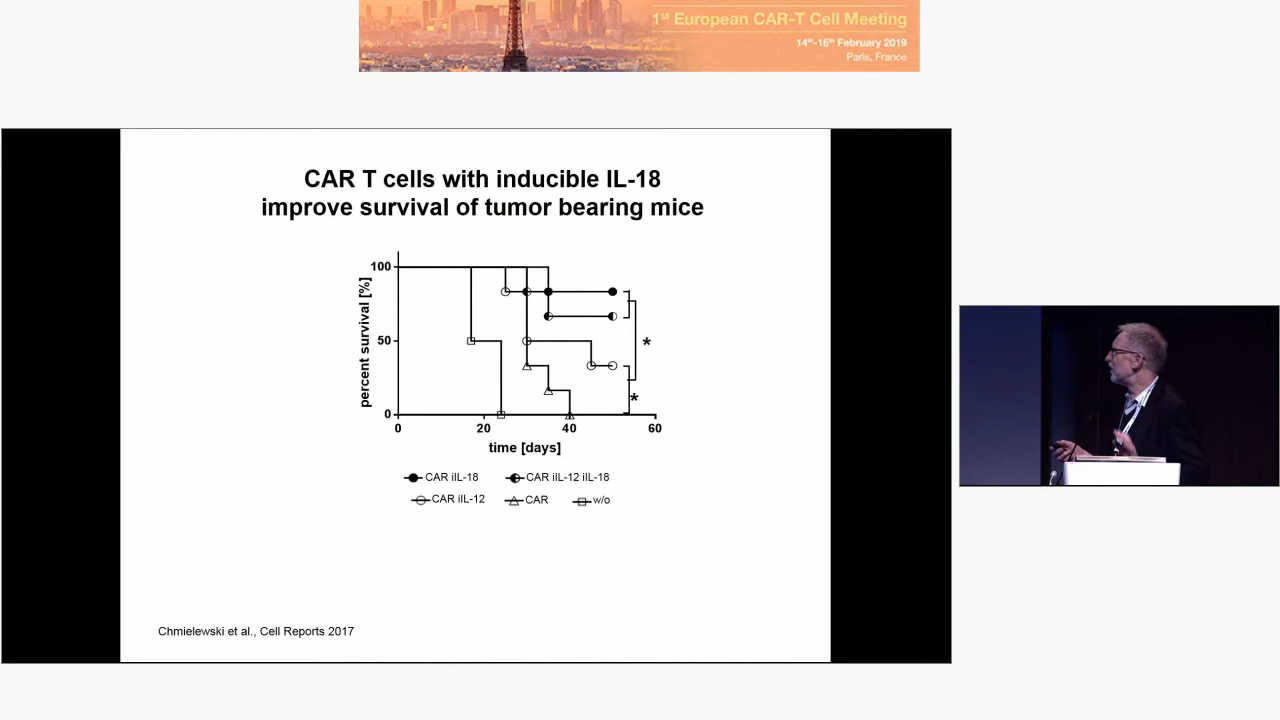 1st European CAR-T Cell Meeting
14th-16th February 2019
Paris, France
CAR T cells with inducible IL-18
improve survival of tumor bearing mice
percent survival [%]
100
50
0
0 20 40 60
time [days]
*
*
CAR iIL-18 CAR iIL-12 iIL-18
CAR iIL-12 CAR w/o
Chmielewski et al., Cell Reports 2017